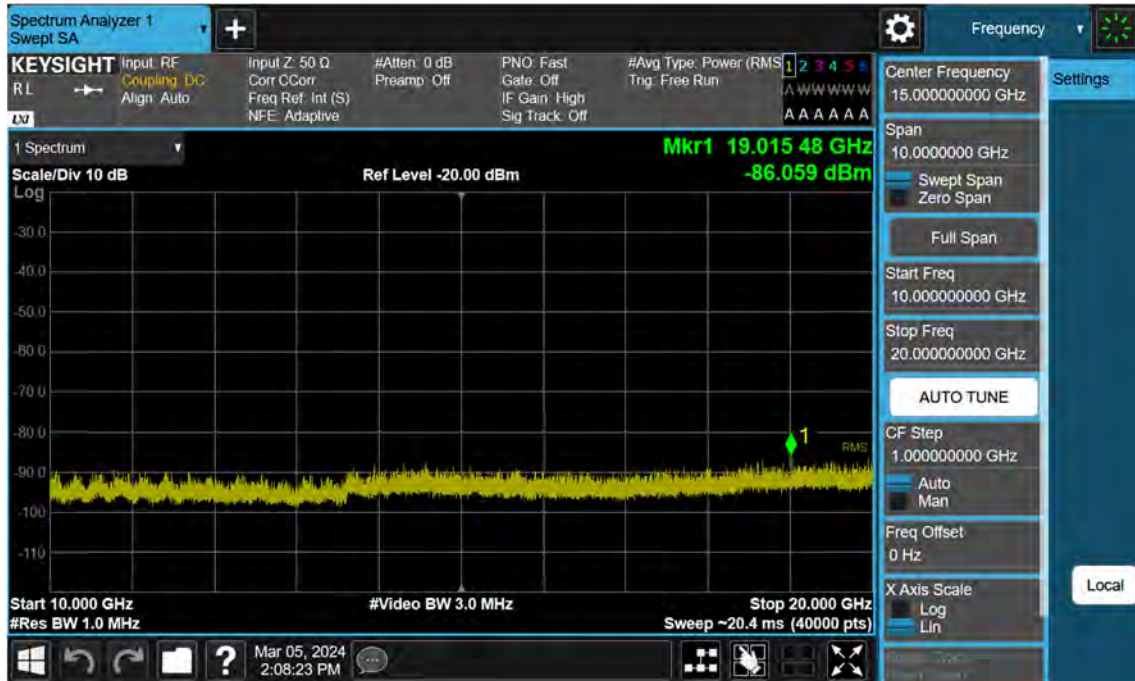 Spectrum Analyzer 1
Swept SA
Frequency
KEYSIGHT
RL
LXI
Input: RF
Coupling: DC
Align: Auto
Input Z: 50 Ω
Corr CCorr
Freq Ref: Int (S)
NFE: Adaptive
#Atten: 0 dB
Preamp: Off
PNO: Fast
Gate: Off
IF Gain: High
Sig Track: Off
#Avg Type: Power (RMS
Trig: Free Run
1 2 3 4 5 6
A W W W W W
A A A A A A
1 Spectrum
Mkr1 19.015 48 GHz
-86.059 dBm
Scale/Div 10 dB
Ref Level -20.00 dBm
Log
-30.0
-40.0
-50.0
-60.0
-70.0
-80.0
-90.0
-100
-110
1
RMS
Start 10.000 GHz
#Video BW 3.0 MHz
Stop 20.000 GHz
#Res BW 1.0 MHz
Sweep ~20.4 ms (40000 pts)
Mar 05, 2024
2:08:23 PM
?
Center Frequency
15.000000000 GHz
Settings
Span
10.0000000 GHz
Swept Span
Zero Span
Full Span
Start Freq
10.000000000 GHz
Stop Freq
20.000000000 GHz
AUTO TUNE
CF Step
1.000000000 GHz
Auto
Man
Freq Offset
0 Hz
X Axis Scale
Log
Lin
Local